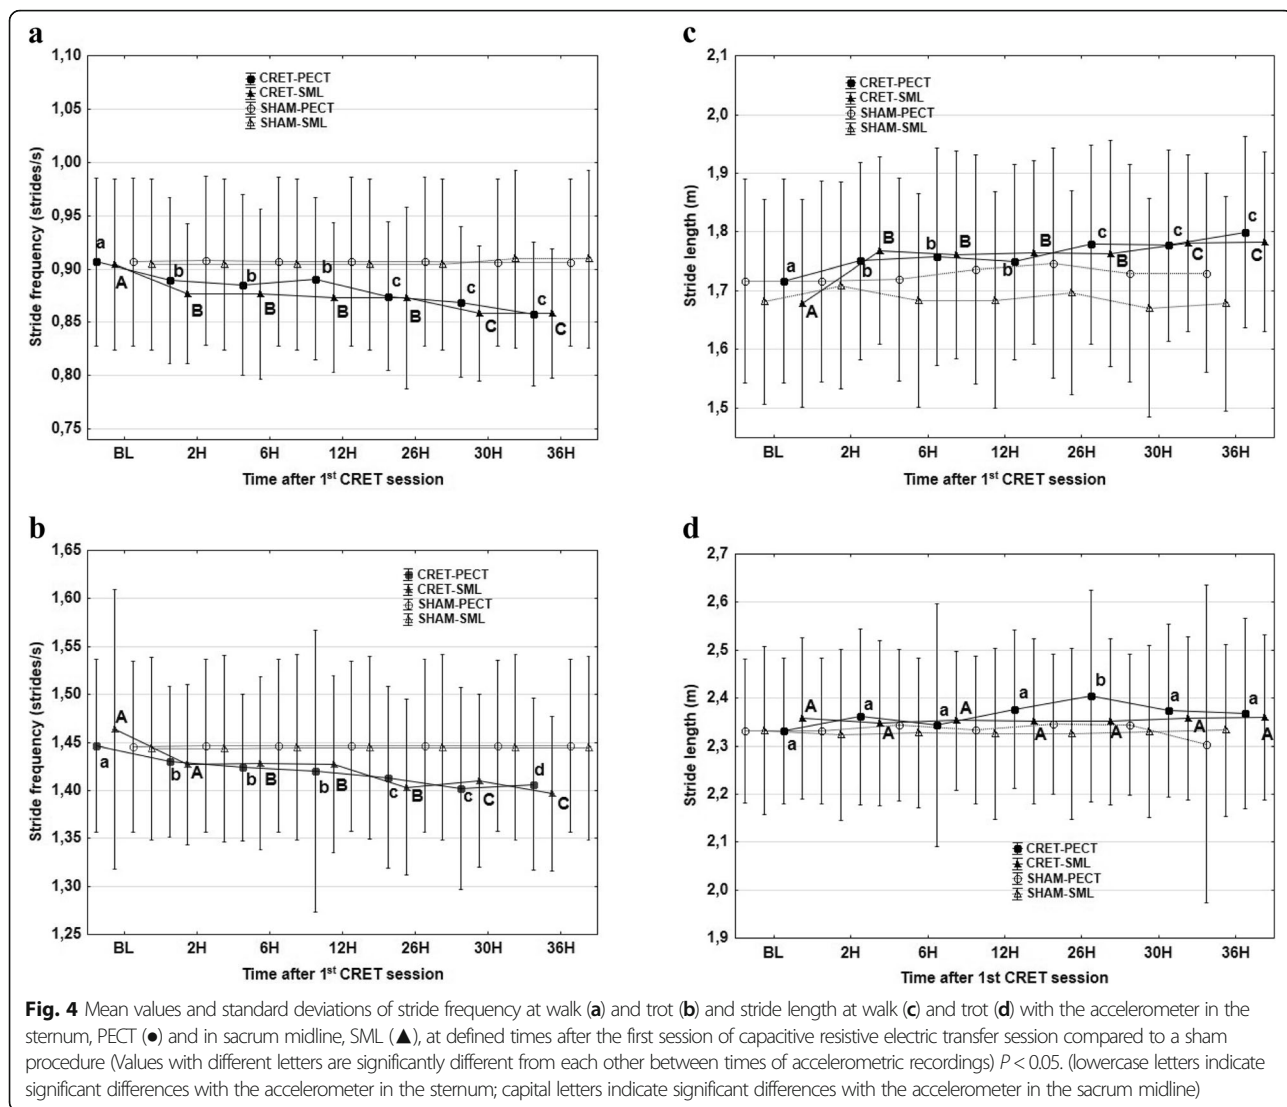 a
1,10
1,05
1,00
0,95
0,90
0,85
0,80
0,75
Stride frequency (strides/s)
CRET-PECT
CRET-SML
SHAM-PECT
SHAM-SML
a
A
b
B
b
B
b
B
c
B
c
C
c
C
BL 2H 6H 12H 26H 30H 36H
Time after 1st CRET session
c
2,1
2,0
1,9
1,8
1,7
1,6
1,5
Stride length (m)
CRET-PECT
CRET-SML
SHAM-PECT
SHAM-SML
a
A
b
B
b
B
b
B
c
B
c
C
c
C
BL 2H 6H 12H 26H 30H 36H
Time after 1st CRET session
b
1,65
1,60
1,55
1,50
1,45
1,40
1,35
1,30
1,25
Stride frequency (strides/s)
CRET-PECT
CRET-SML
SHAM-PECT
SHAM-SML
a
A
b
A
b
B
b
B
c
B
c
C
d
C
BL 2H 6H 12H 26H 30H 36H
Time after 1st CRET session
d
2,7
2,6
2,5
2,4
2,3
2,2
2,1
2,0
1,9
Stride length (m)
CRET-PECT
CRET-SML
SHAM-PECT
SHAM-SML
a
A
a
A
a
A
a
A
b
A
a
A
a
A
BL 2H 6H 12H 26H 30H 36H
Time after 1st CRET session
Fig. 4 Mean values and standard deviations of stride frequency at walk (a) and trot (b) and stride length at walk (c) and trot (d) with the accelerometer in the
sternum, PECT (●) and in sacrum midline, SML (▲), at defined times after the first session of capacitive resistive electric transfer session compared to a sham
procedure (Values with different letters are significantly different from each other between times of accelerometric recordings) P < 0.05. (lowercase letters indicate
significant differences with the accelerometer in the sternum; capital letters indicate significant differences with the accelerometer in the sacrum midline)